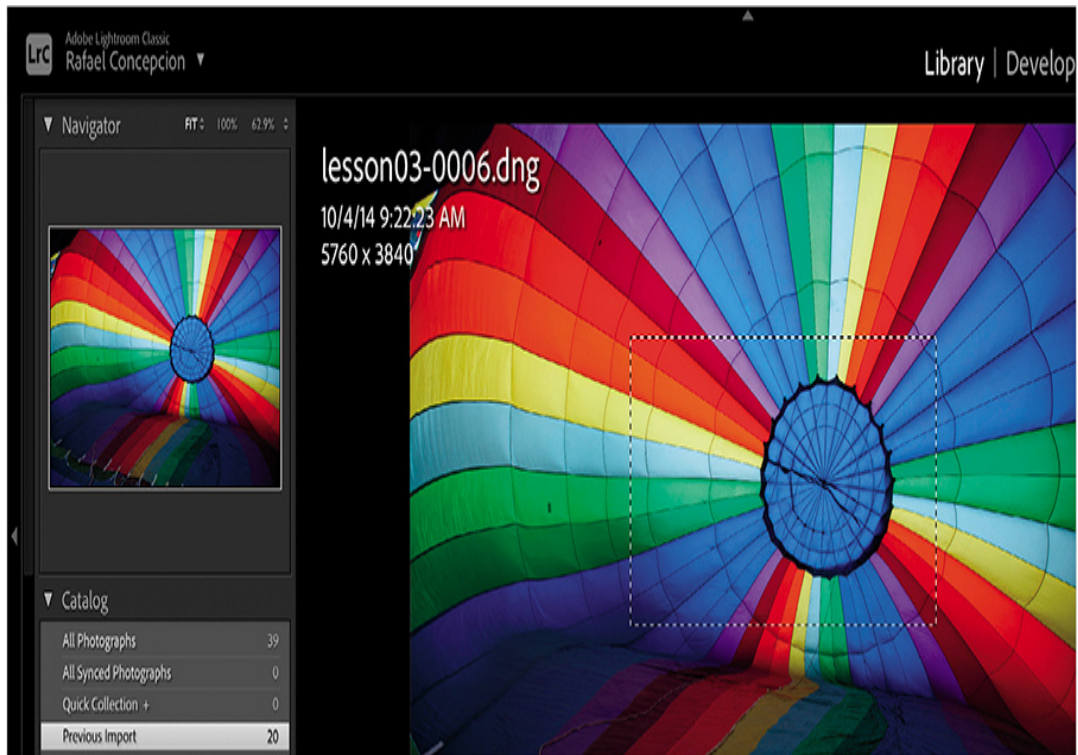 LrC
Adobe Lightroom Classic
Rafael Concepcion
Library | Develop
Navigator FIT 100% 62.9%
lesson03-0006.dng
10/4/14 9:22:23 AM
5760 x 3840
Catalog
All Photographs 39
All Synced Photographs 0
Quick Collection + 0
Previous Import 20